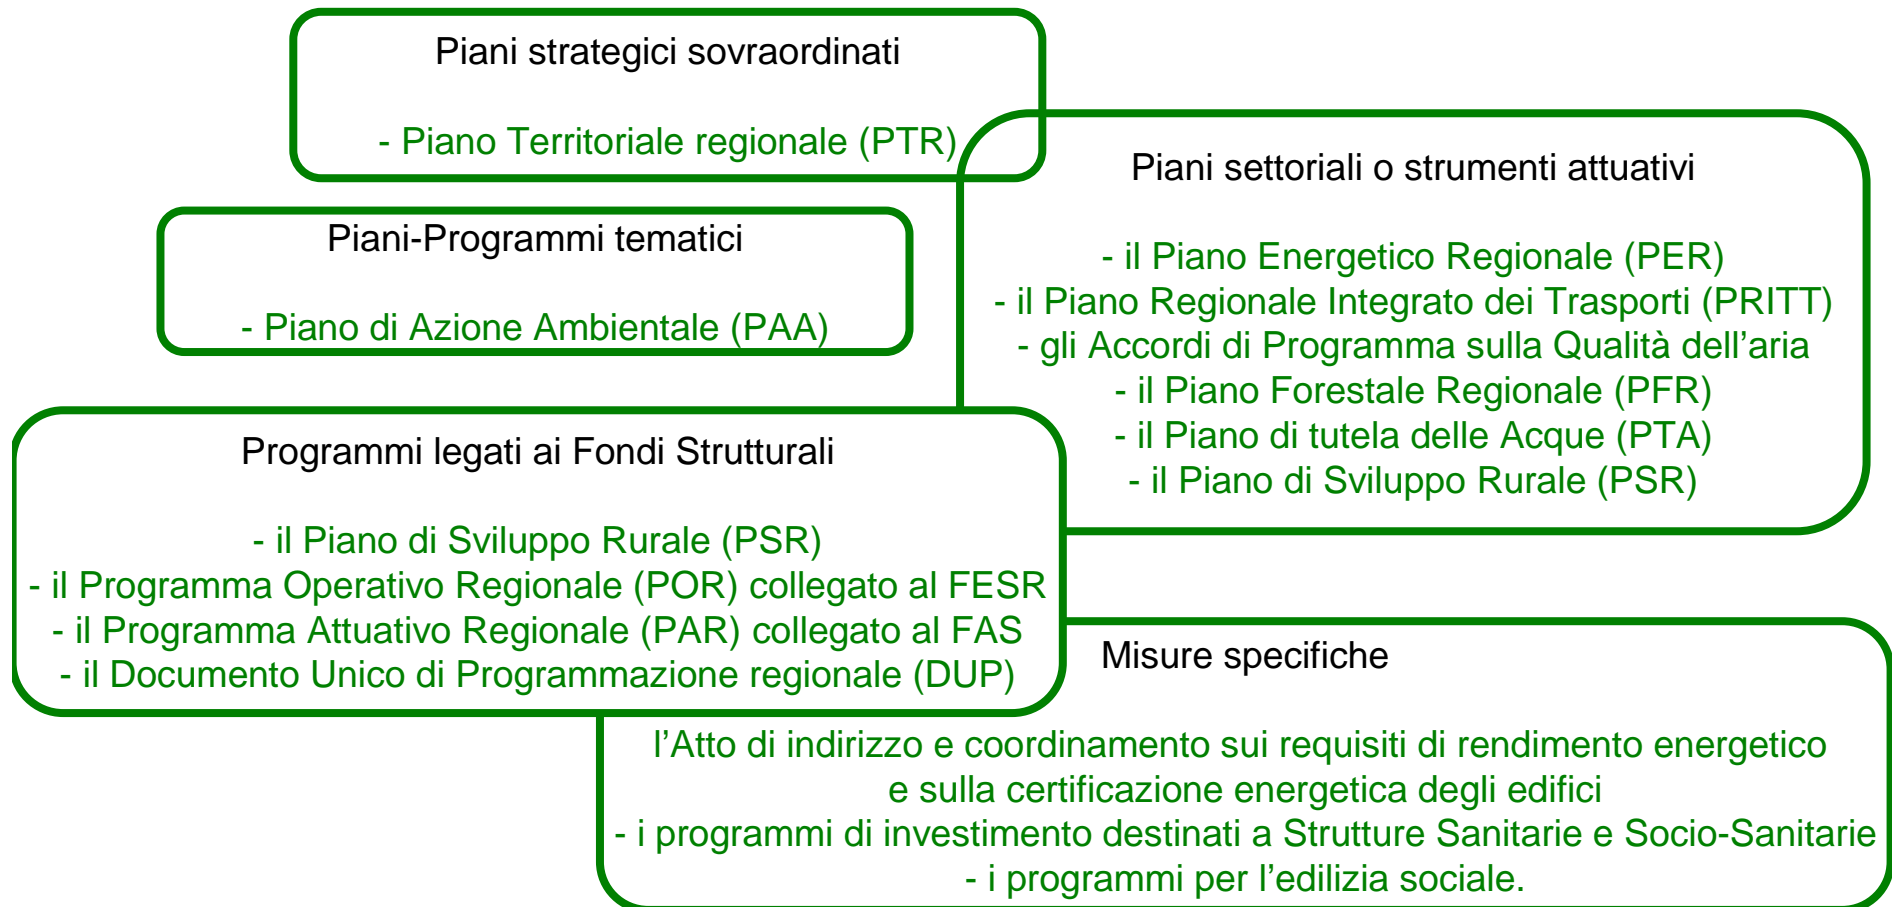 Piani strategici sovraordinati
- Piano Territoriale regionale (PTR)
Piani-Programmi tematici
- Piano di Azione Ambientale (PAA)
Piani settoriali o strumenti attuativi
- il Piano Energetico Regionale (PER)
- il Piano Regionale Integrato dei Trasporti (PRITT)
- gli Accordi di Programma sulla Qualità dell’aria
- il Piano Forestale Regionale (PFR)
- il Piano di tutela delle Acque (PTA)
- il Piano di Sviluppo Rurale (PSR)
Programmi legati ai Fondi Strutturali
- il Piano di Sviluppo Rurale (PSR)
- il Programma Operativo Regionale (POR) collegato al FESR
- il Programma Attuativo Regionale (PAR) collegato al FAS
- il Documento Unico di Programmazione regionale (DUP)
Misure specifiche
l’Atto di indirizzo e coordinamento sui requisiti di rendimento energetico
e sulla certificazione energetica degli edifici
- i programmi di investimento destinati a Strutture Sanitarie e Socio-Sanitarie
- i programmi per l’edilizia sociale.